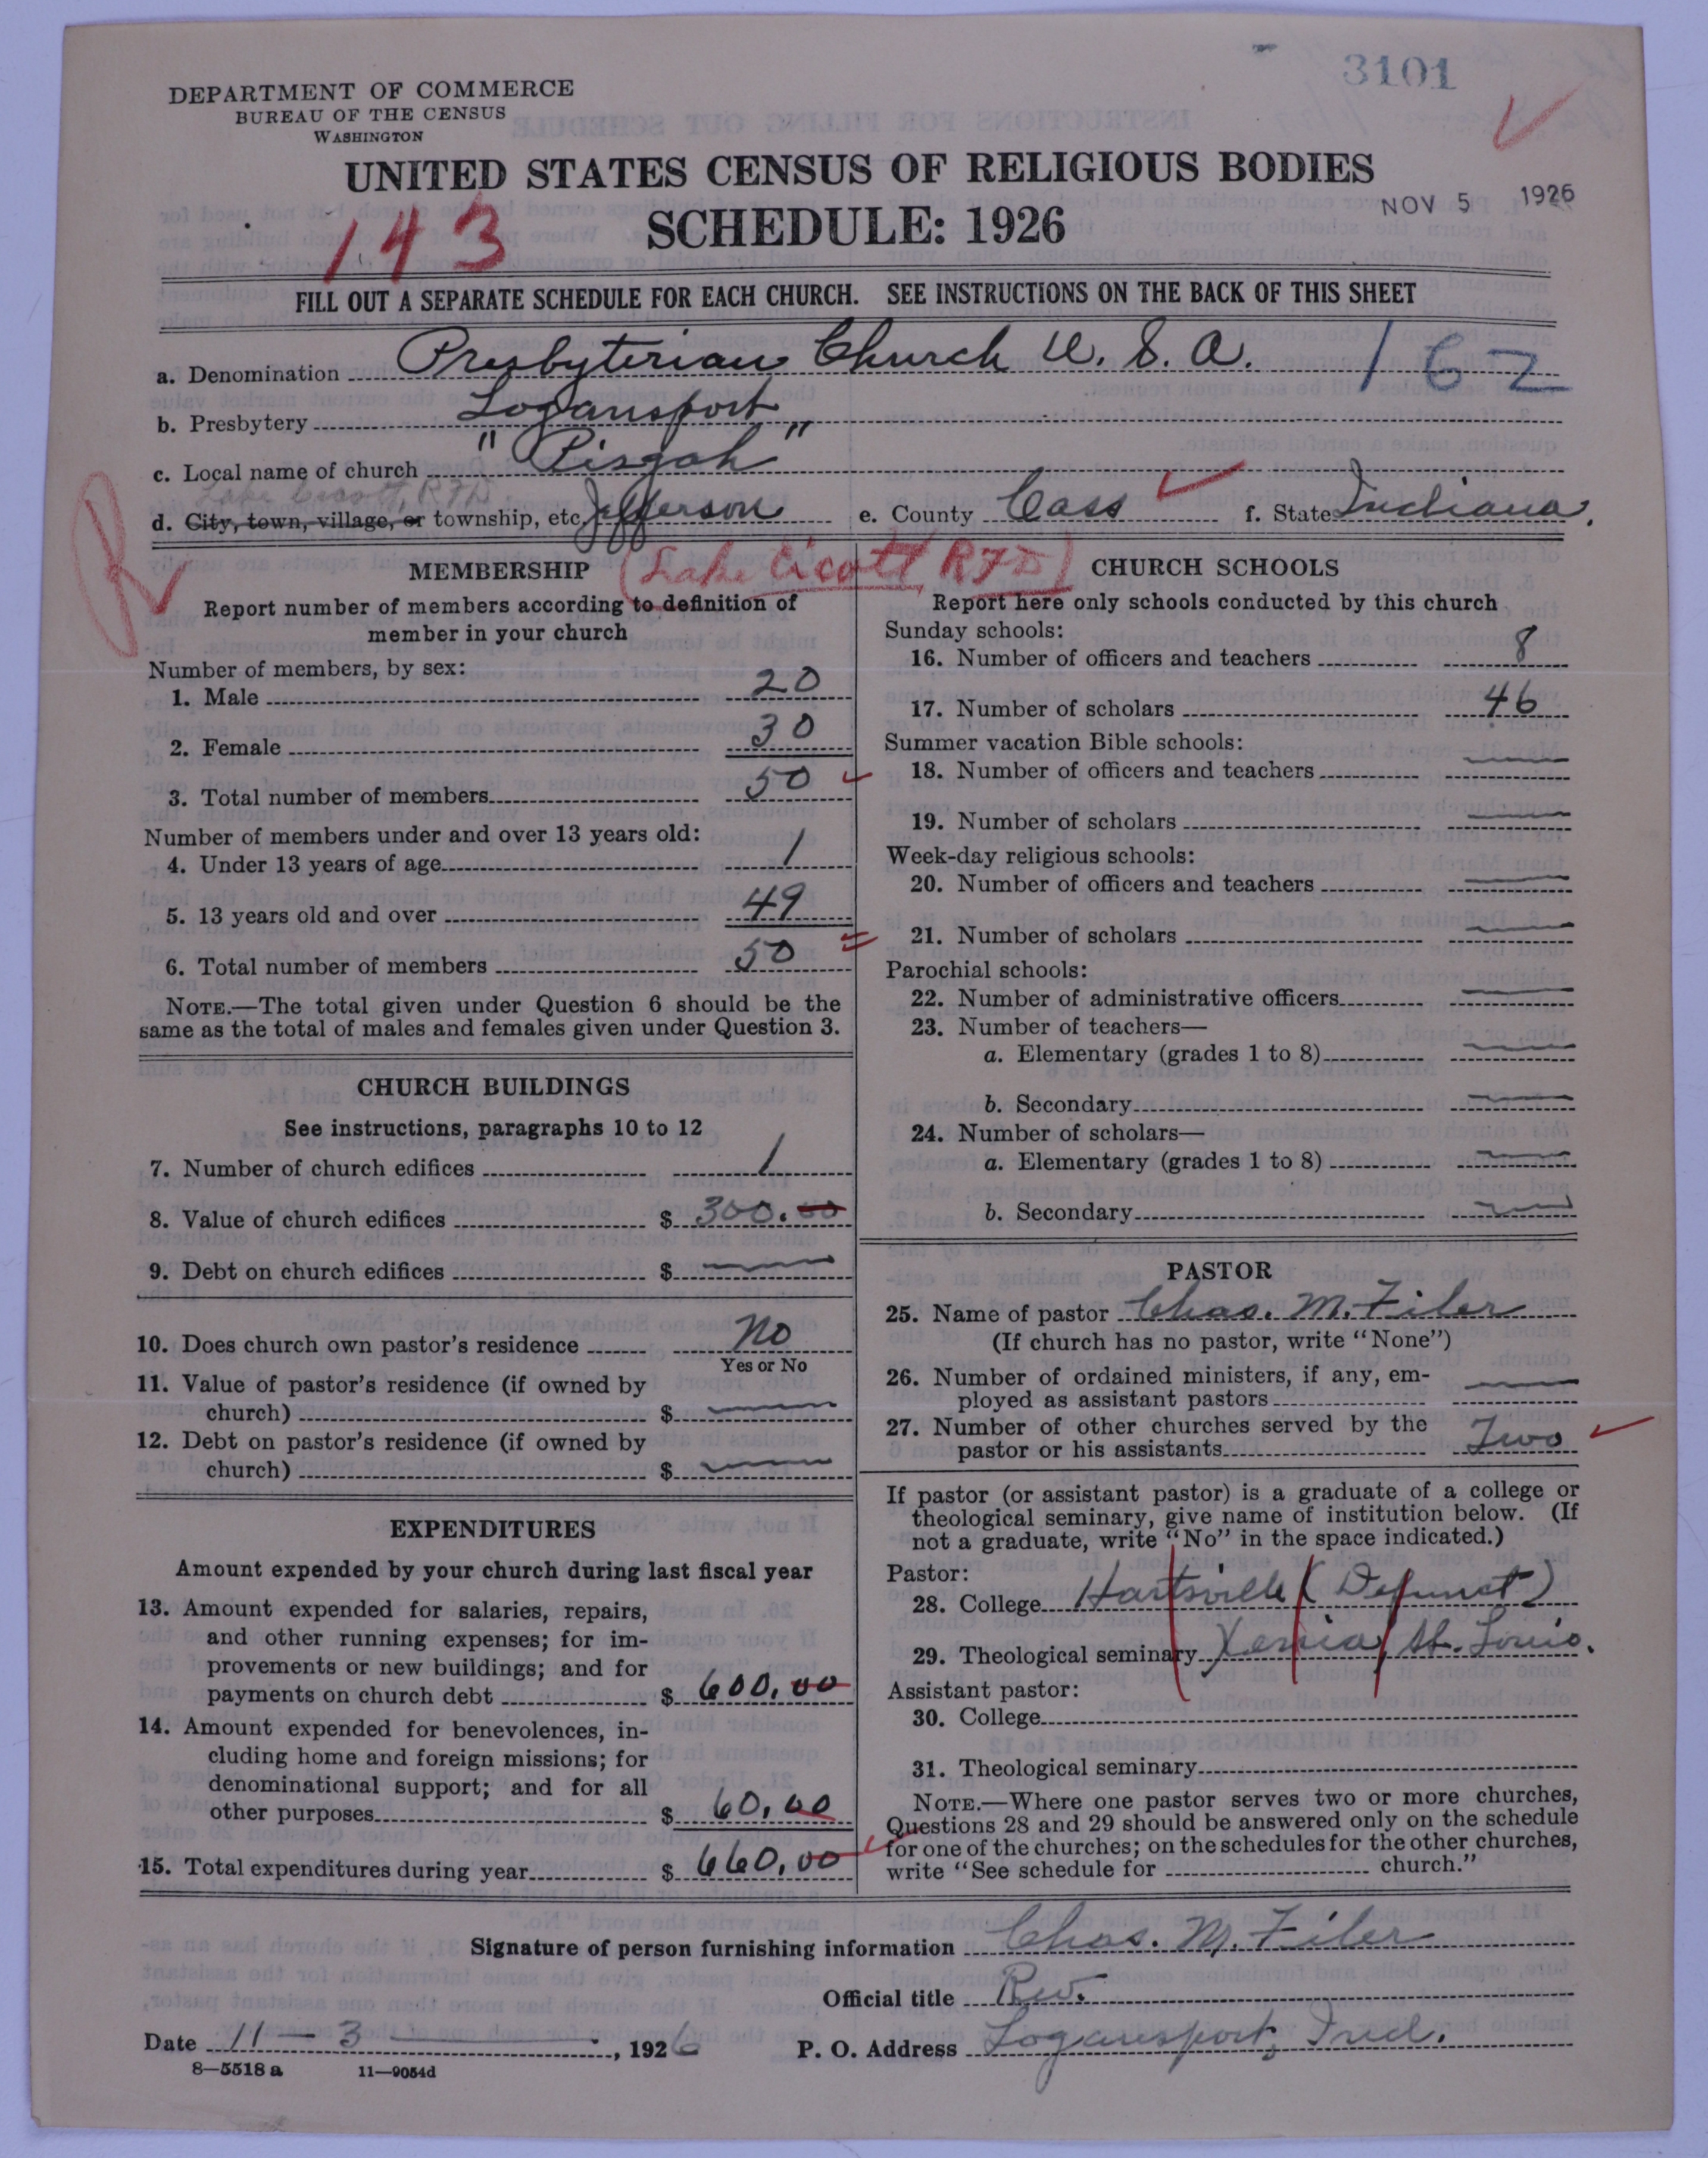 3101
DEPARTMENT OF COMMERCE
BUREAU OF THE CENSUS
WASHINGTON
UNITED STATES CENSUS OF RELIGIOUS BODIES
NOV 5 1926
143
SCHEDULE: 1926
FILL OUT A SEPARATE SCHEDULE FOR EACH CHURCH. SEE INSTRUCTIONS ON THE BACK OF THIS SHEET
a. Denomination Presbyterian Church U. S. A. 162
b. Presbytery Logansport
c. Local name of church "Pisgah"
Lake Cicott, R.F.D.
d. City, town, village, or township, etc. Jefferson e. County Cass f. State Indiana.
R
(Lake Cicott, RFD)
MEMBERSHIP
Report number of members according to definition of
member in your church
Number of members, by sex:
1. Male 20
2. Female 30
3. Total number of members 50
Number of members under and over 13 years old:
4. Under 13 years of age 1
5. 13 years old and over 49
6. Total number of members 50
NOTE.—The total given under Question 6 should be the
same as the total of males and females given under Question 3.
CHURCH BUILDINGS
See instructions, paragraphs 10 to 12
7. Number of church edifices 1
8. Value of church edifices $ 300.00
9. Debt on church edifices $ —
10. Does church own pastor's residence No
Yes or No
11. Value of pastor's residence (if owned by
church) $ —
12. Debt on pastor's residence (if owned by
church) $ —
EXPENDITURES
Amount expended by your church during last fiscal year
13. Amount expended for salaries, repairs,
and other running expenses; for im-
provements or new buildings; and for
payments on church debt $ 600.00
14. Amount expended for benevolences, in-
cluding home and foreign missions; for
denominational support; and for all
other purposes $ 60.00
15. Total expenditures during year $ 660.00
CHURCH SCHOOLS
Report here only schools conducted by this church
Sunday schools:
16. Number of officers and teachers 8
17. Number of scholars 46
Summer vacation Bible schools:
18. Number of officers and teachers —
19. Number of scholars —
Week-day religious schools:
20. Number of officers and teachers —
21. Number of scholars —
Parochial schools:
22. Number of administrative officers —
23. Number of teachers—
a. Elementary (grades 1 to 8) —
b. Secondary —
24. Number of scholars—
a. Elementary (grades 1 to 8) —
b. Secondary —
PASTOR
25. Name of pastor Chas. M. Filer
(If church has no pastor, write "None")
26. Number of ordained ministers, if any, em-
ployed as assistant pastors —
27. Number of other churches served by the
pastor or his assistants Two
If pastor (or assistant pastor) is a graduate of a college or
theological seminary, give name of institution below. (If
not a graduate, write "No" in the space indicated.)
Pastor:
28. College Hartsville (Defunct)
29. Theological seminary Xenia, St. Louis.
Assistant pastor:
30. College
31. Theological seminary
NOTE.—Where one pastor serves two or more churches,
Questions 28 and 29 should be answered only on the schedule
for one of the churches; on the schedules for the other churches,
write "See schedule for church."
Signature of person furnishing information Chas. M. Filer
Official title Rev.
Date 11 — 3 —, 1926 P. O. Address Logansport, Ind.
8—5518 a 11—9054d